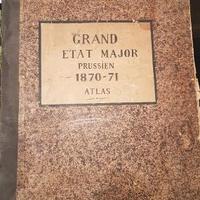 GRAND
ETAT MAJOR
PRUSSIEN
1870-71
ATLAS